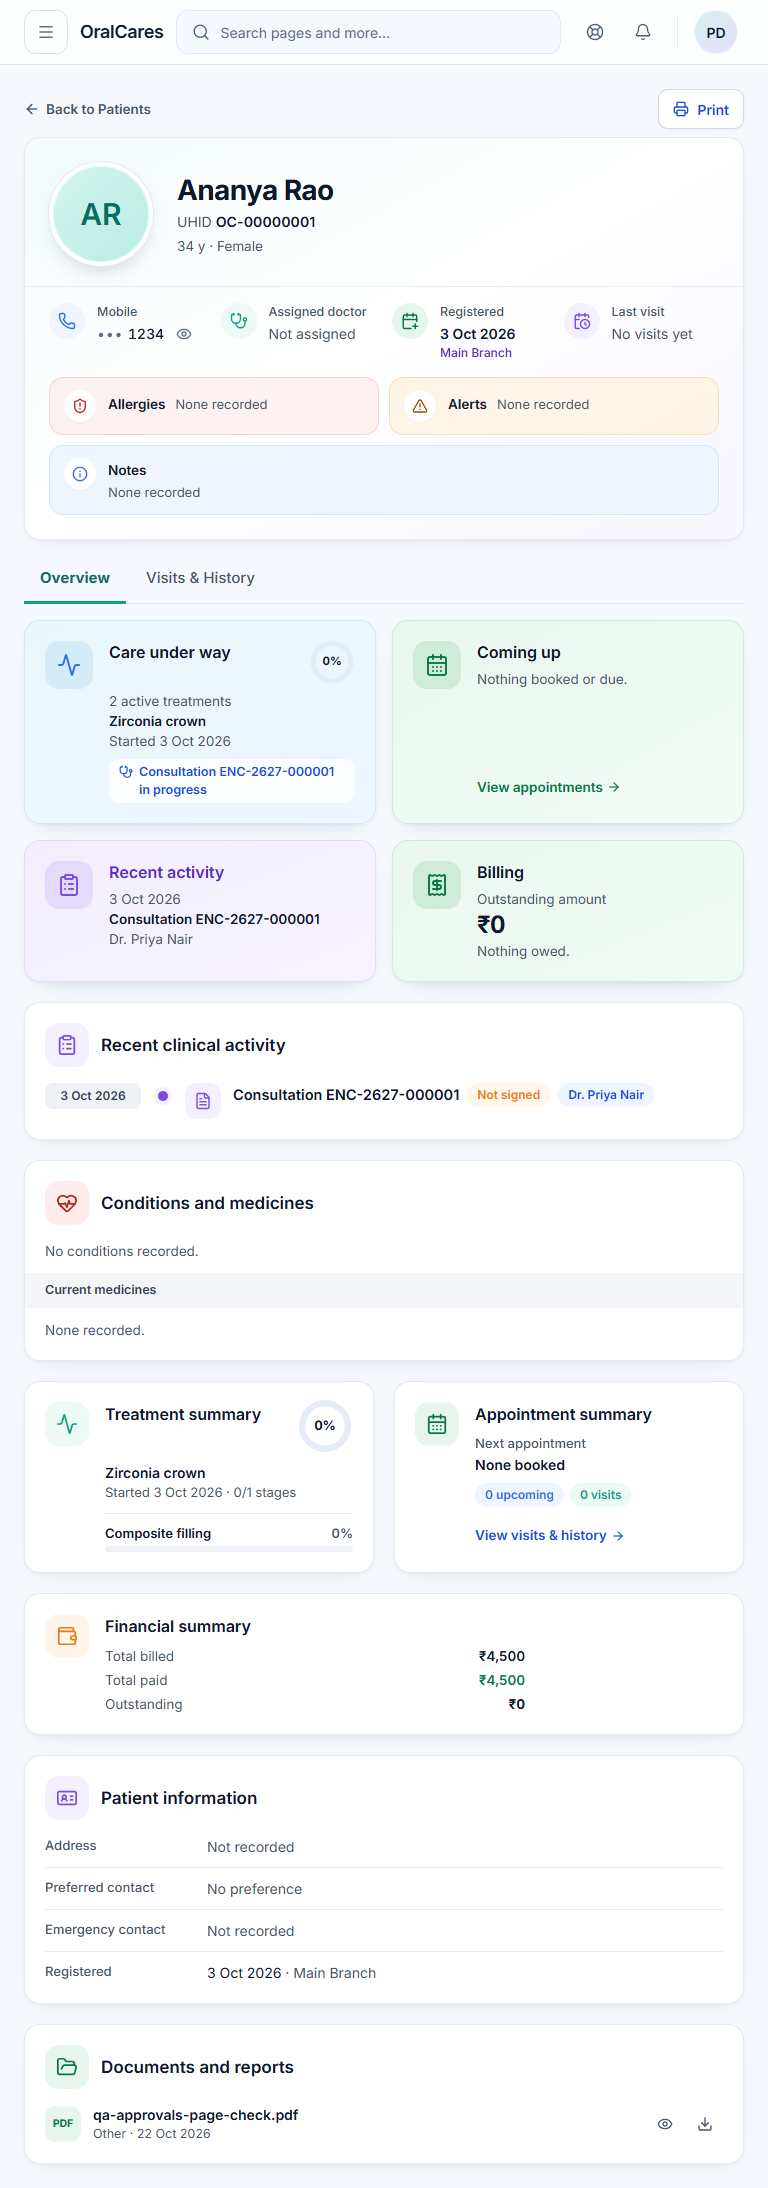 OralCares
Search pages and more...
PD
Back to Patients
Print
AR
Ananya Rao
UHID OC-00000001
34 y · Female
Mobile
••• 1234
Assigned doctor
Not assigned
Registered
3 Oct 2026
Main Branch
Last visit
No visits yet
Allergies None recorded
Alerts None recorded
Notes
None recorded
Overview
Visits & History
Care under way
0%
2 active treatments
Zirconia crown
Started 3 Oct 2026
Consultation ENC-2627-000001
in progress
Coming up
Nothing booked or due.
View appointments →
Recent activity
3 Oct 2026
Consultation ENC-2627-000001
Dr. Priya Nair
Billing
Outstanding amount
₹0
Nothing owed.
Recent clinical activity
3 Oct 2026
Consultation ENC-2627-000001 Not signed Dr. Priya Nair
Conditions and medicines
No conditions recorded.
Current medicines
None recorded.
Treatment summary
0%
Zirconia crown
Started 3 Oct 2026 · 0/1 stages
Composite filling 0%
Appointment summary
Next appointment
None booked
0 upcoming 0 visits
View visits & history →
Financial summary
Total billed ₹4,500
Total paid ₹4,500
Outstanding ₹0
Patient information
Address Not recorded
Preferred contact No preference
Emergency contact Not recorded
Registered 3 Oct 2026 · Main Branch
Documents and reports
PDF
qa-approvals-page-check.pdf
Other · 22 Oct 2026